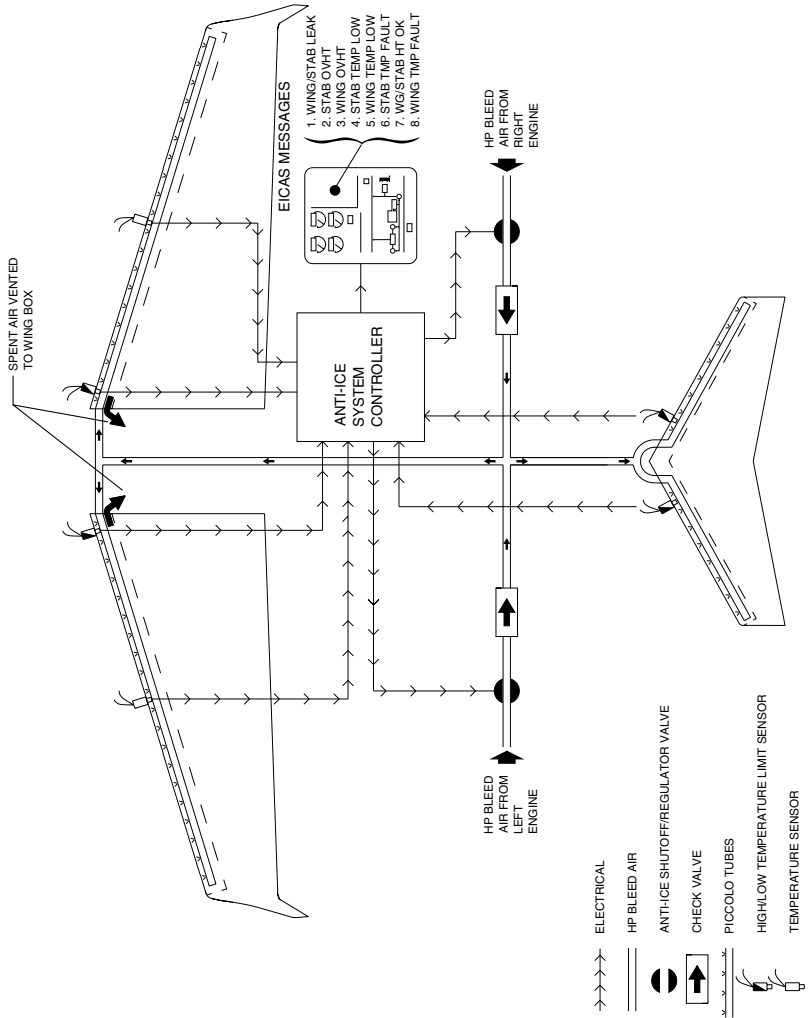 SPENT AIR VENTED
TO WING BOX
EICAS MESSAGES
1. WING/STAB LEAK
2. STAB OVHT
3. WING OVHT
4. STAB TEMP LOW
5. WING TEMP LOW
6. STAB TMP FAULT
7. WG/STAB HT OK
8. WING TMP FAULT
ANTI-ICE
SYSTEM
CONTROLLER
HP BLEED
AIR FROM
LEFT
ENGINE
HP BLEED
AIR FROM
RIGHT
ENGINE
ELECTRICAL
HP BLEED AIR
ANTI-ICE SHUTOFF/REGULATOR VALVE
CHECK VALVE
PICCOLO TUBES
HIGH/LOW TEMPERATURE LIMIT SENSOR
TEMPERATURE SENSOR